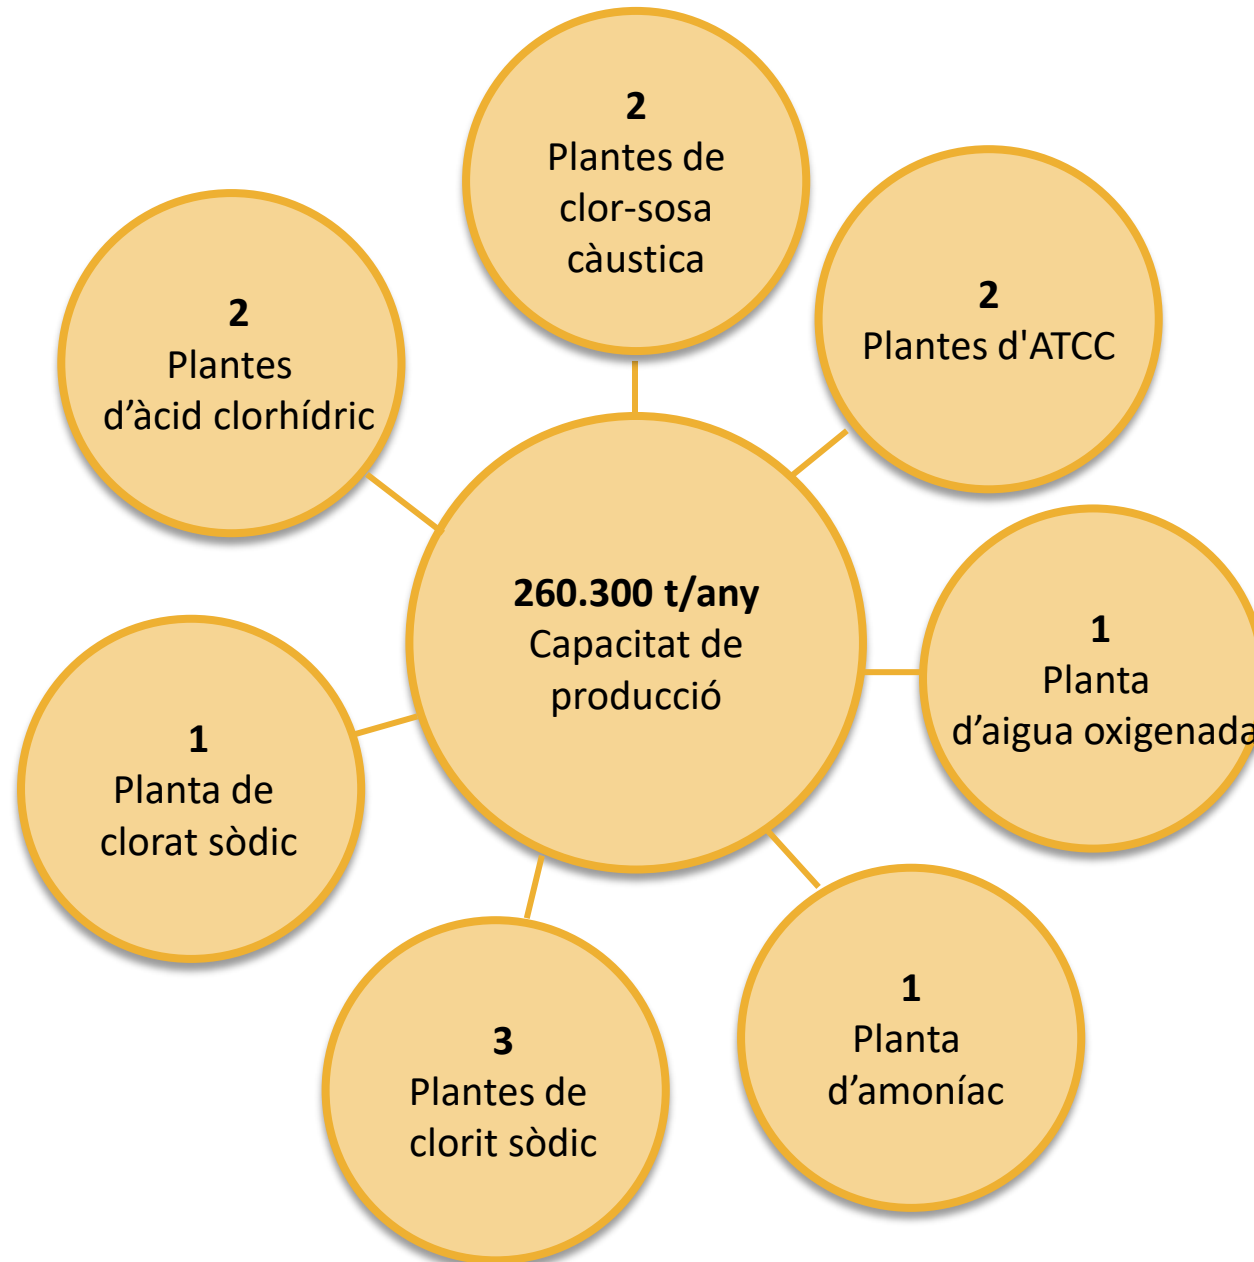 2
Plantes de
clor-sosa
càustica
2
Plantes d'ATCC
2
Plantes
d’àcid clorhídric
260.300 t/any
Capacitat de
producció
1
Planta
d’aigua oxigenada
1
Planta de
clorat sòdic
1
Planta
d’amoníac
3
Plantes de
clorit sòdic